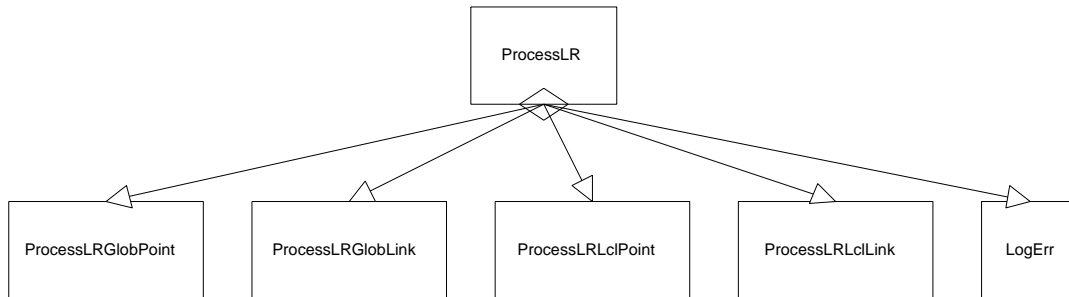 ProcessLR
ProcessLRGlobPoint
ProcessLRGlobLink
ProcessLRLclPoint
ProcessLRLclLink
LogErr